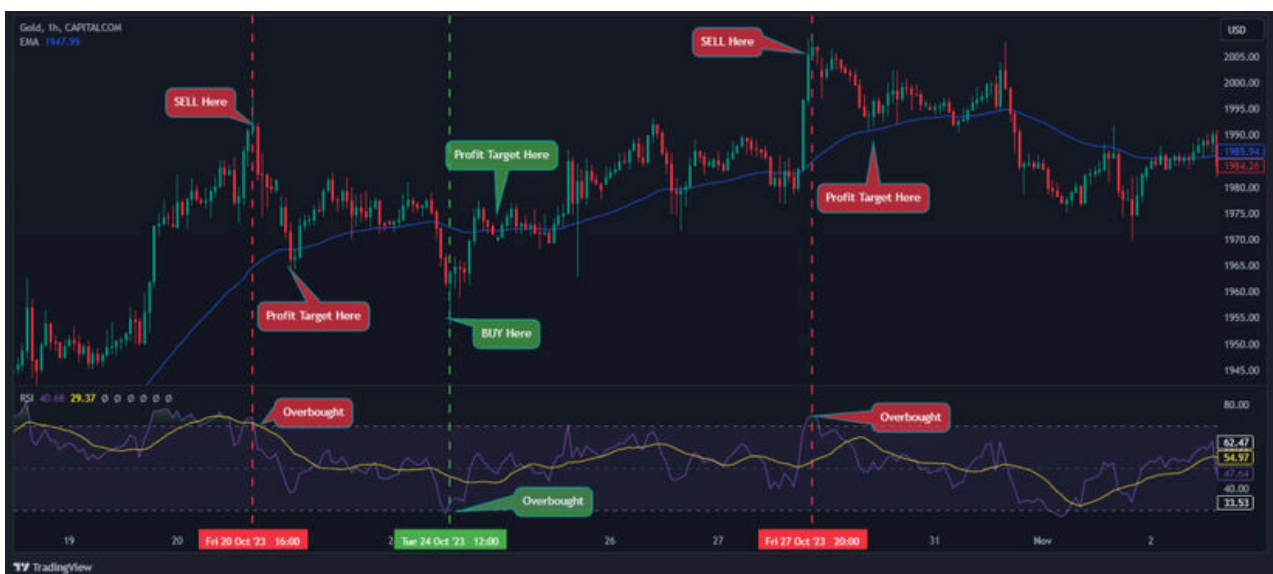 Gold, 1h, CAPITALCOM
EMA 1947.99
USD
SELL Here
2005.00
2000.00
SELL Here
1995.00
1990.00
Profit Target Here
1985.94
1984.26
1980.00
Profit Target Here
1975.00
1970.00
1965.00
1960.00
Profit Target Here
1955.00
BUY Here
1950.00
1945.00
RSI 40.68 29.37 Ø Ø Ø Ø Ø Ø
80.00
Overbought
Overbought
62.47
54.97
47.64
40.00
Overbought
33.53
19 20 Fri 20 Oct '23 16:00 2 Tue 24 Oct '23 12:00 26 27 Fri 27 Oct '23 20:00 31 Nov 2
TradingView